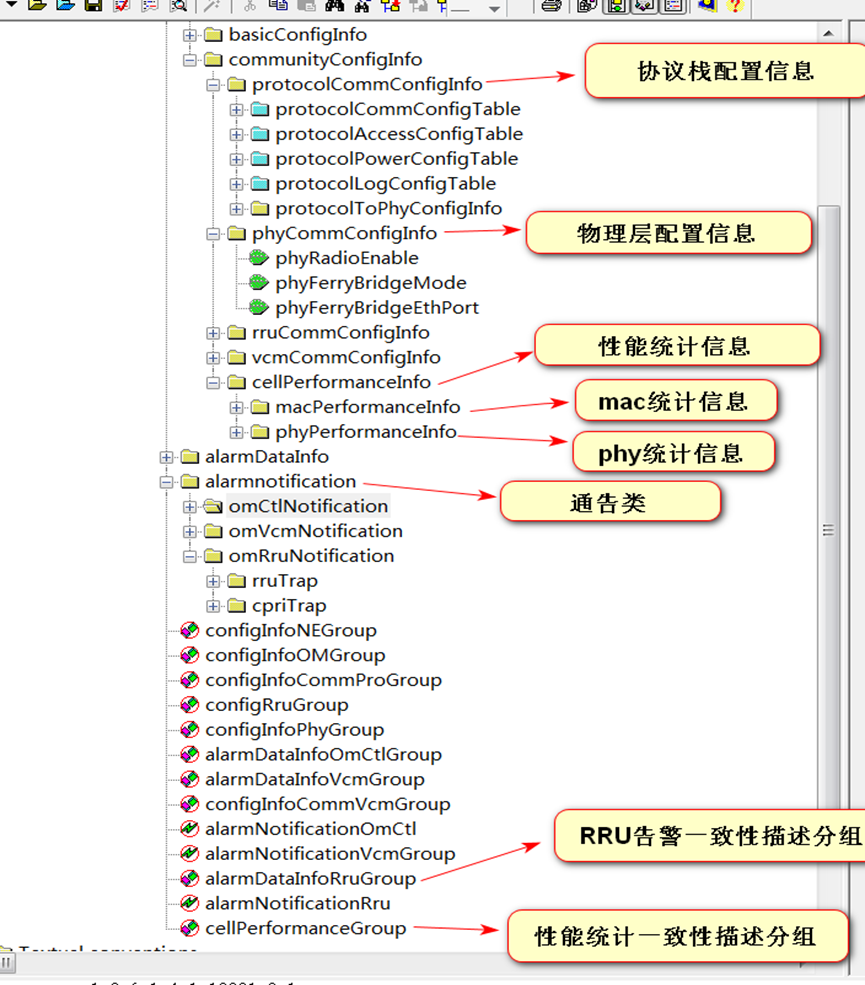 basicConfigInfo
communityConfigInfo
protocolCommConfigInfo
协议栈配置信息
protocolCommConfigTable
protocolAccessConfigTable
protocolPowerConfigTable
protocolLogConfigTable
protocolToPhyConfigInfo
phyCommConfigInfo
物理层配置信息
phyRadioEnable
phyFerryBridgeMode
phyFerryBridgeEthPort
rruCommConfigInfo
性能统计信息
vcmCommConfigInfo
cellPerformanceInfo
macPerformanceInfo
mac统计信息
phyPerformanceInfo
phy统计信息
alarmDataInfo
alarmnotification
通告类
omCtlNotification
omVcmNotification
omRruNotification
rruTrap
cpriTrap
configInfoNEGroup
configInfoOMGroup
configInfoCommProGroup
configRruGroup
configInfoPhyGroup
alarmDataInfoOmCtlGroup
alarmDataInfoVcmGroup
configInfoCommVcmGroup
alarmNotificationOmCtl
RRU告警一致性描述分组
alarmNotificationVcmGroup
alarmDataInfoRruGroup
alarmNotificationRru
cellPerformanceGroup
性能统计一致性描述分组